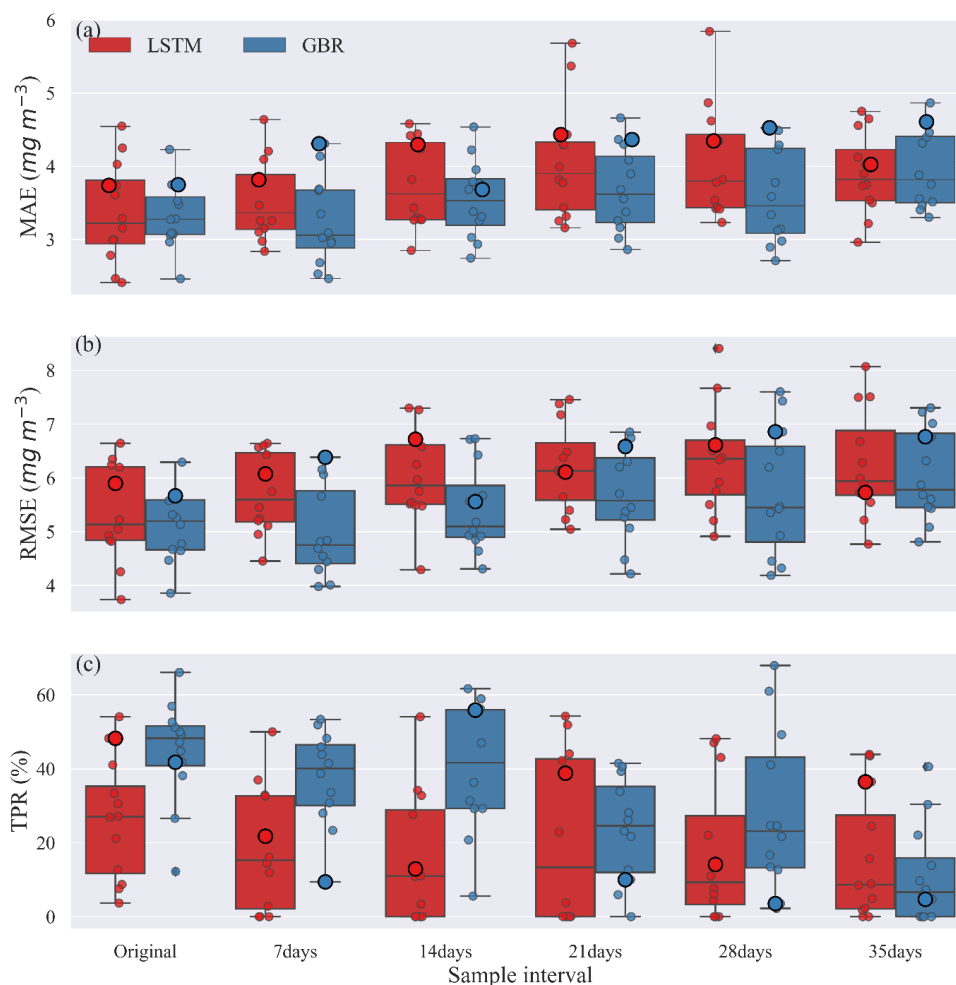 (a)
LSTM
GBR
MAE (mg m⁻³)
6
5
4
3
(b)
RMSE (mg m⁻³)
8
7
6
5
4
(c)
TPR (%)
60
40
20
0
Original 7days 14days 21days 28days 35days
Sample interval